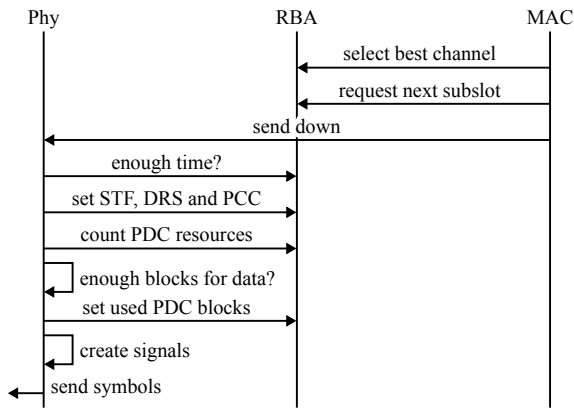 Phy RBA MAC
select best channel
request next subslot
send down
enough time?
set STF, DRS and PCC
count PDC resources
enough blocks for data?
set used PDC blocks
create signals
send symbols